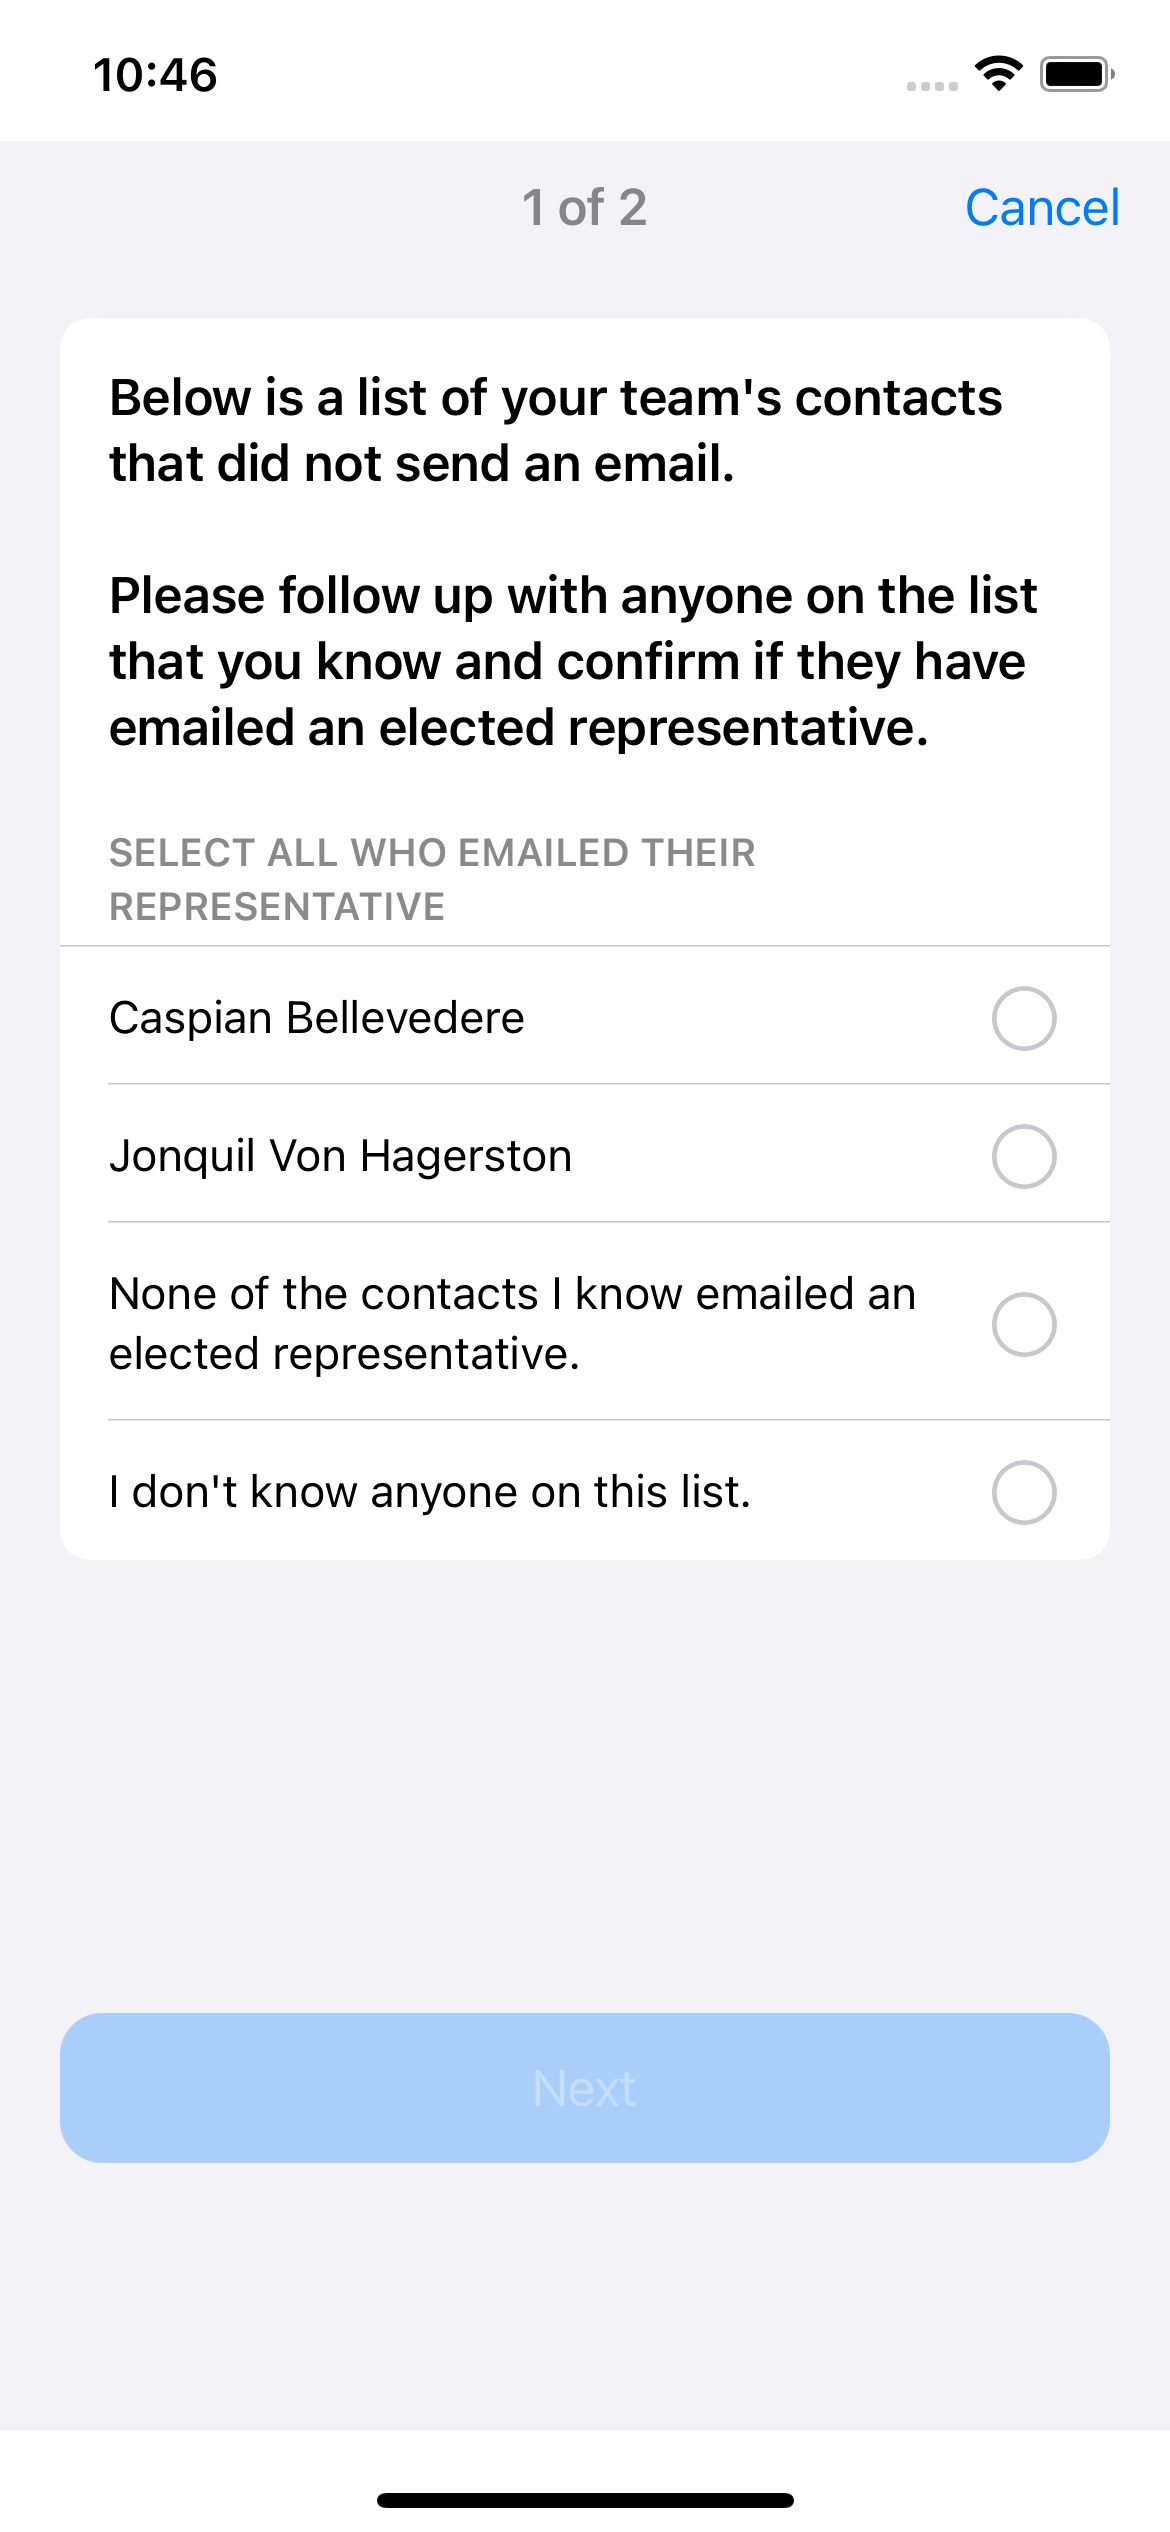 10:46
1 of 2
Cancel
Below is a list of your team's contacts
that did not send an email.
Please follow up with anyone on the list
that you know and confirm if they have
emailed an elected representative.
SELECT ALL WHO EMAILED THEIR
REPRESENTATIVE
Caspian Bellevedere
Jonquil Von Hagerston
None of the contacts I know emailed an
elected representative.
I don't know anyone on this list.
Next